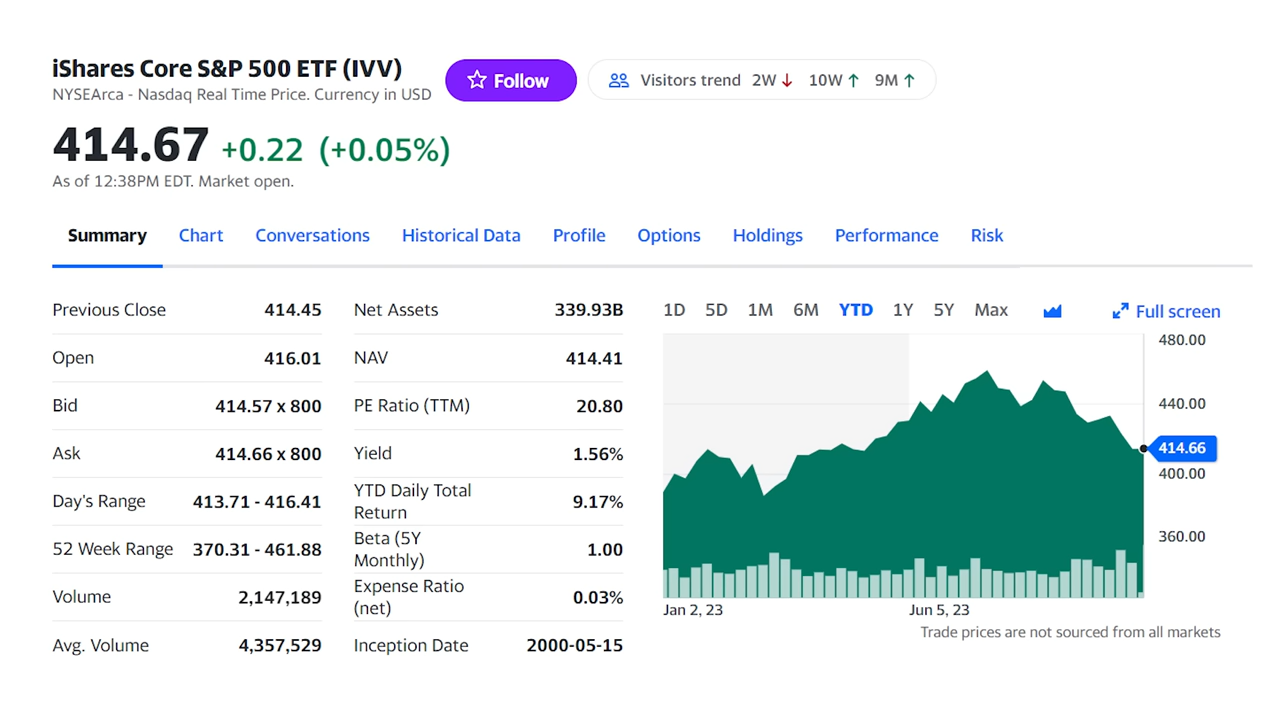 iShares Core S&P 500 ETF (IVV)
Follow
Visitors trend 2W ↓ 10W ↑ 9M ↑
NYSEArca - Nasdaq Real Time Price. Currency in USD
414.67 +0.22 (+0.05%)
As of 12:38PM EDT. Market open.
Summary Chart Conversations Historical Data Profile Options Holdings Performance Risk
Previous Close 414.45
Open 416.01
Bid 414.57 x 800
Ask 414.66 x 800
Day's Range 413.71 - 416.41
52 Week Range 370.31 - 461.88
Volume 2,147,189
Avg. Volume 4,357,529
Net Assets 339.93B
NAV 414.41
PE Ratio (TTM) 20.80
Yield 1.56%
YTD Daily Total
Return 9.17%
Beta (5Y
Monthly) 1.00
Expense Ratio
(net) 0.03%
Inception Date 2000-05-15
1D 5D 1M 6M YTD 1Y 5Y Max
Full screen
480.00
440.00
414.66
400.00
360.00
Jan 2, 23 Jun 5, 23
Trade prices are not sourced from all markets